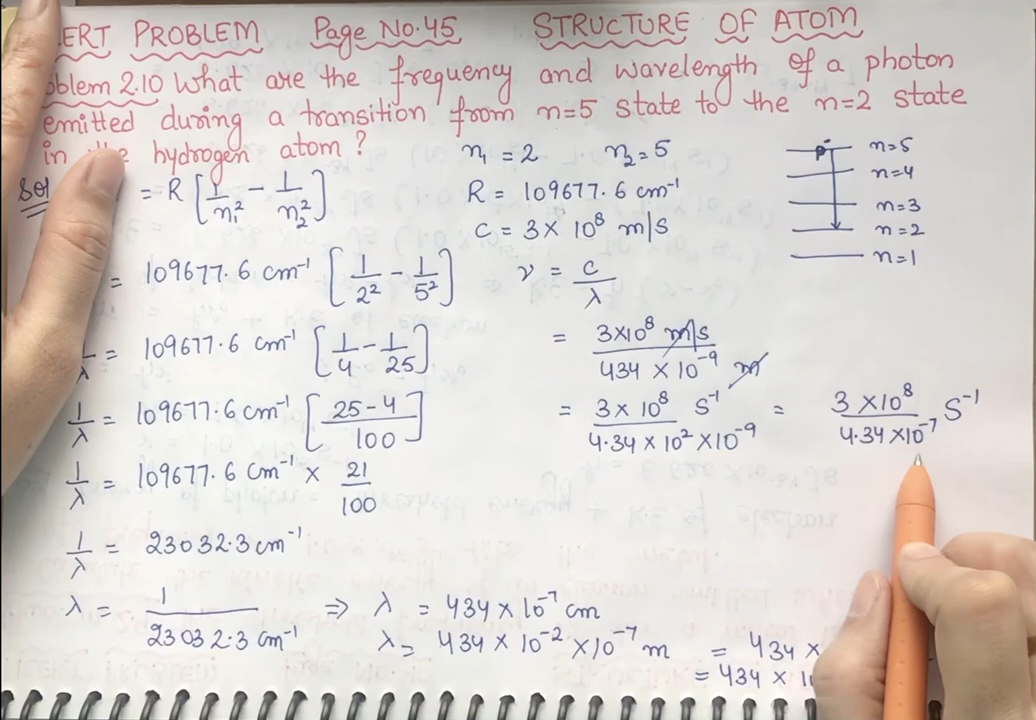 ERT PROBLEM Page No.45 STRUCTURE OF ATOM
oblem 2.10 What are the frequency and wavelength of a photon
emitted during a transition from n=5 state to the n=2 state
in the hydrogen atom?
n₁ = 2 n₂ = 5
Sol = R [1/n₁² - 1/n₂²]
R = 109677.6 cm⁻¹
C = 3 × 10⁸ m/s
= 109677.6 cm⁻¹ [1/2² - 1/5²]
1/λ = 109677.6 cm⁻¹ [1/4 - 1/25]
1/λ = 109677.6 cm⁻¹ [25-4/100]
1/λ = 109677.6 cm⁻¹ × 21/100
1/λ = 23032.3 cm⁻¹
λ = 1/23032.3 cm⁻¹ ⇒ λ = 434 × 10⁻⁷ cm
λ = 434 × 10⁻² × 10⁻⁷ m = 434 ×
= 434 × 10
ν = c/λ
= 3×10⁸ m/s / 434 × 10⁻⁹ m
= 3 × 10⁸ / 4.34 × 10² × 10⁻⁹ S⁻¹ = 3 × 10⁸ / 4.34 × 10⁻⁷ S⁻¹
n=5
n=4
n=3
n=2
n=1